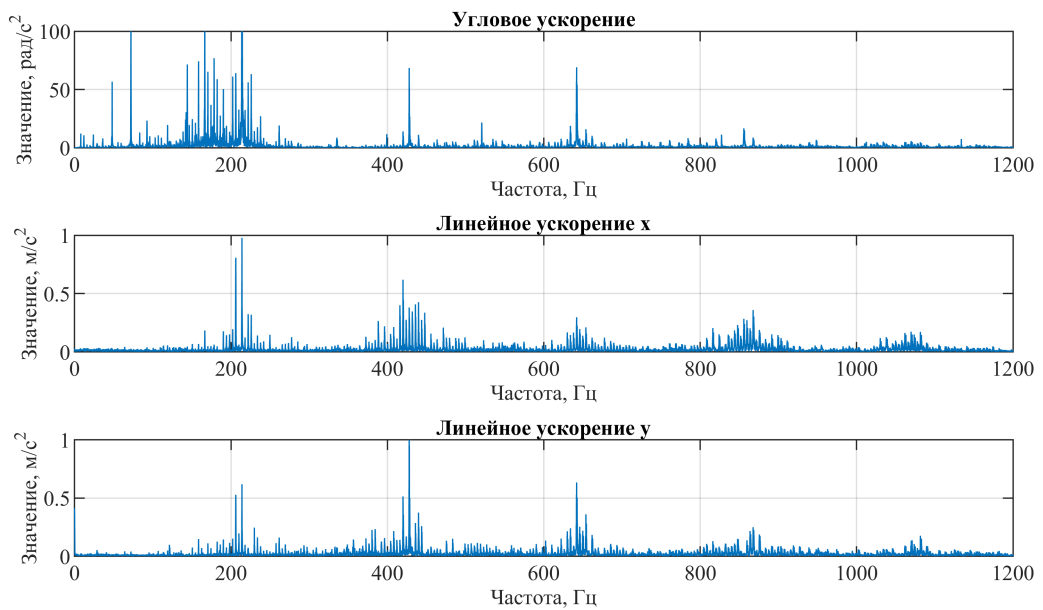 Угловое ускорение
Значение, рад/с²
100
50
0
0 200 400 600 800 1000 1200
Частота, Гц
Линейное ускорение x
Значение, м/с²
1
0.5
0
0 200 400 600 800 1000 1200
Частота, Гц
Линейное ускорение y
Значение, м/с²
1
0.5
0
0 200 400 600 800 1000 1200
Частота, Гц